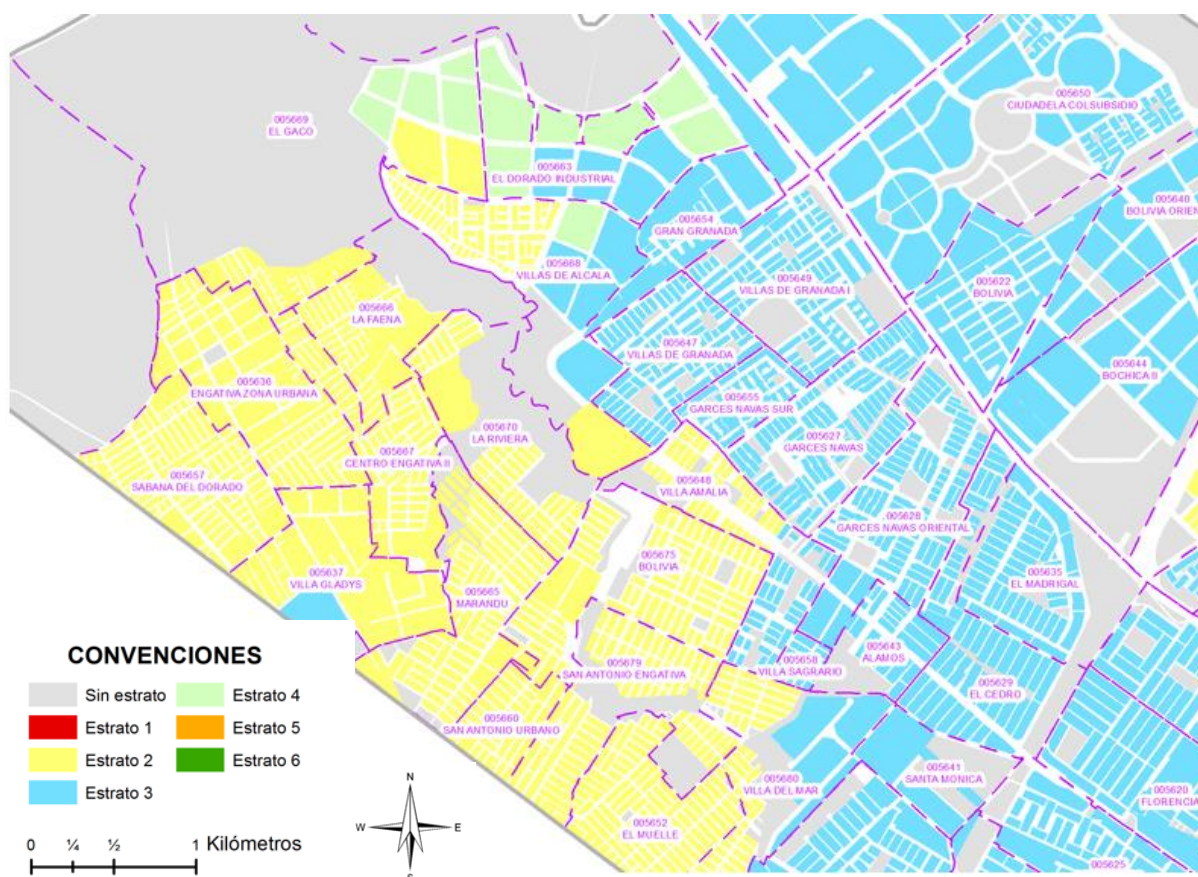 005650
CIUDADELA COLSUBSIDIO
005669
EL GACO
005663
EL DORADO INDUSTRIAL
005640
BOLIVIA ORIEN
005654
GRAN GRANADA
005668
VILLAS DE ALCALA
005649
VILLAS DE GRANADA I
005622
BOLIVIA
005666
LA FAENA
005647
VILLAS DE GRANADA
005644
BOCHICA II
005636
ENGATIVA ZONA URBANA
005655
GARCES NAVAS SUR
005670
LA RIVIERA
005627
GARCES NAVAS
005667
CENTRO ENGATIVA II
005657
SABANA DEL DORADO
005648
VILLA AMALIA
005628
GARCES NAVAS ORIENTAL
005675
BOLIVIA
005637
VILLA GLADYS
005635
EL MADRIGAL
005665
MARANDU
005643
ALAMOS
005658
VILLA SAGRARIO
005679
SAN ANTONIO ENGATIVA
005629
EL CEDRO
005660
SAN ANTONIO URBANO
005641
SANTA MONICA
005680
VILLA DEL MAR
005620
FLORENCIA
005652
EL MUELLE
005625
CONVENCIONES
Sin estrato
Estrato 4
Estrato 1
Estrato 5
Estrato 2
Estrato 6
Estrato 3
0 ¼ ½ 1 Kilómetros
N
W E
S